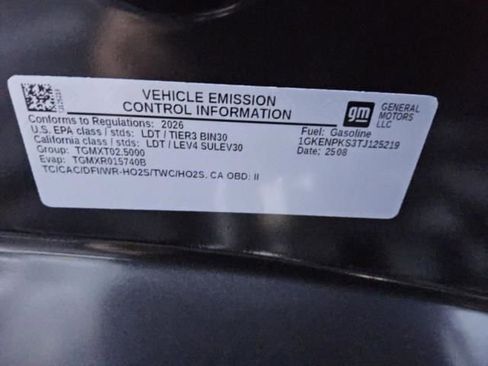 VEHICLE EMISSION
CONTROL INFORMATION
gm GENERAL
MOTORS
LLC
Conforms to Regulations: 2026
U.S. EPA class / stds: LDT / TIER3 BIN30
California class / stds: LDT / LEV4 SULEV30
Group: TGMXT02.5000
Evap: TGMXR015740B
TC/CAC/DFI/WR-HO2S/TWC/HO2S, CA OBD: II
Fuel: Gasoline
1GKENPKS3TJ125219
Date: 2508